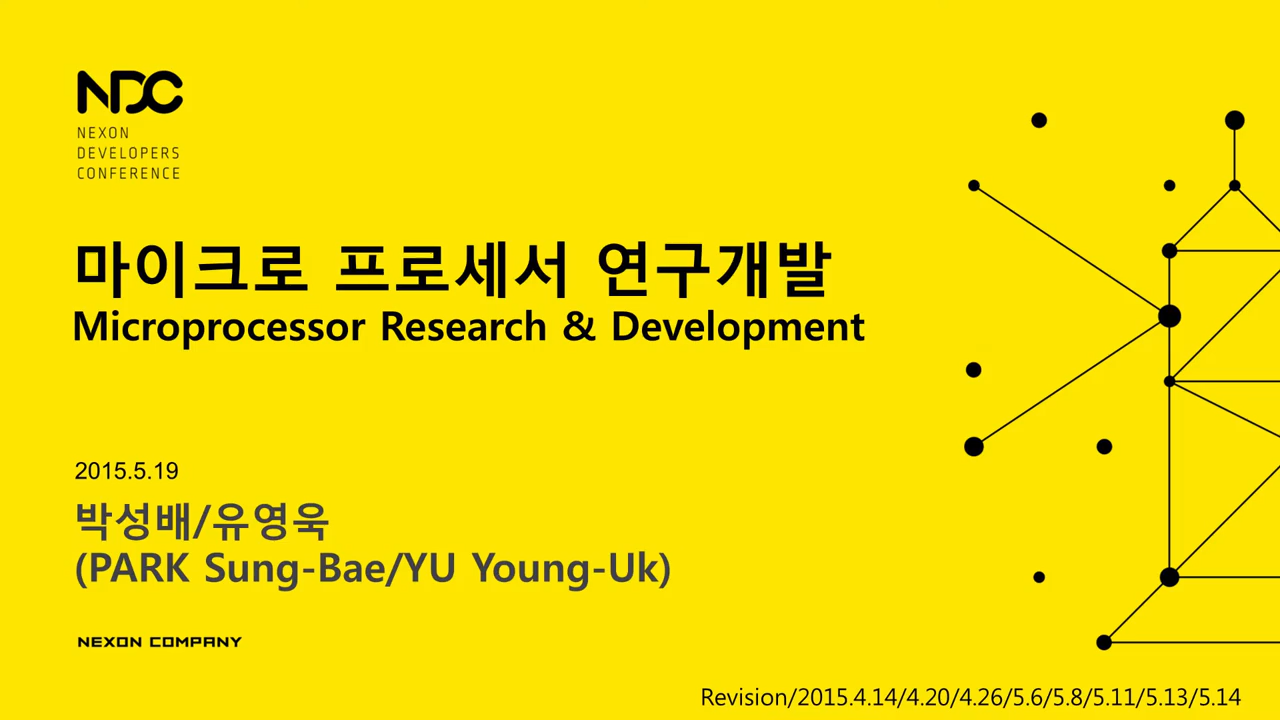 NDC
NEXON
DEVELOPERS
CONFERENCE
마이크로 프로세서 연구개발
Microprocessor Research & Development
2015.5.19
박성배/유영욱
(PARK Sung-Bae/YU Young-Uk)
NEXON COMPANY
Revision/2015.4.14/4.20/4.26/5.6/5.8/5.11/5.13/5.14